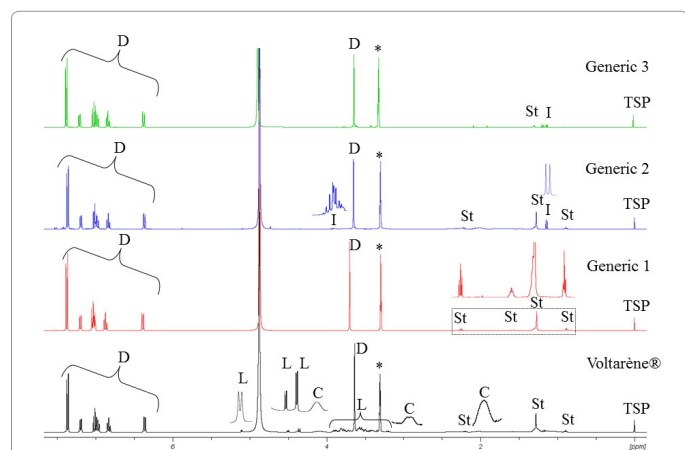 D
D
*
Generic 3
St
I
TSP
D
D
*
Generic 2
I
St
St
I
St
TSP
D
D
*
Generic 1
St
St
St
St
TSP
D
L
L
L
C
D
*
L
C
St
C
St
St
Voltarène®
TSP
6
4
2
[ppm]